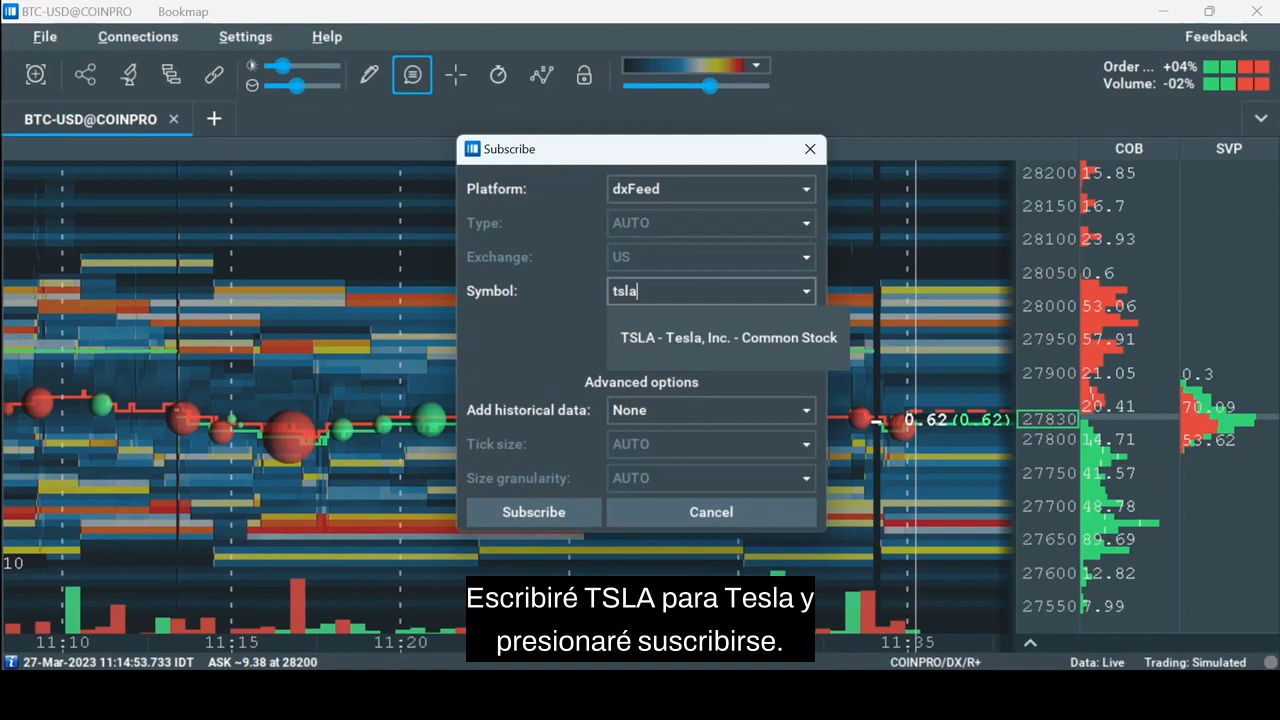 BTC-USD@COINPRO Bookmap
File Connections Settings Help Feedback
Order ... +04%
Volume: -02%
BTC-USD@COINPRO
COB SVP
Subscribe
Platform: dxFeed
Type: AUTO
Exchange: US
Symbol: tsla
TSLA - Tesla, Inc. - Common Stock
Advanced options
Add historical data: None
Tick size: AUTO
Size granularity: AUTO
Subscribe Cancel
28200 15.85
28150 16.7
28100 23.93
28050 0.6
28000 53.06
27950 57.91
27900 21.05 0.3
20.41 70.09
0.62 (0.62) 27830
27800 14.71 53.62
27750 41.57
27700 48.78
27650 89.69
27600 12.82
27550 7.99
10
Escribiré TSLA para Tesla y
presionaré suscribirse.
11:10 11:15 11:20 11:35
27-Mar-2023 11:14:53.733 IDT ASK ~9.38 at 28200 COINPRO/DX/R+ Data: Live Trading: Simulated